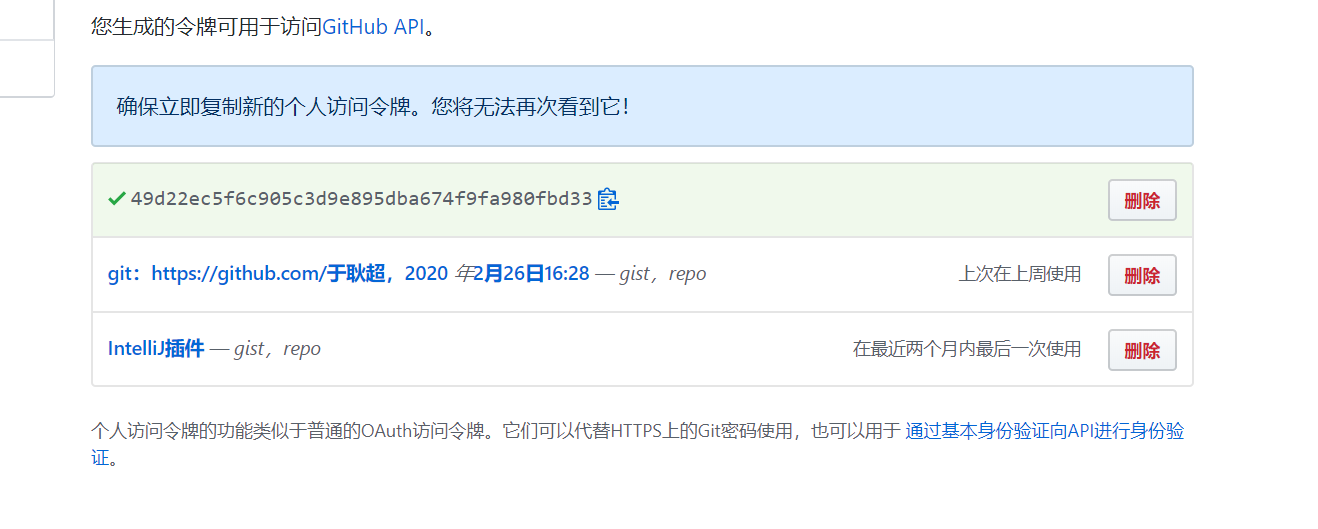 您生成的令牌可用于访问GitHub API。
确保立即复制新的个人访问令牌。您将无法再次看到它！
49d22ec5f6c905c3d9e895dba674f9fa980fbd33 删除
git：https://github.com/于耿超，2020 年2月26日16:28 — gist，repo 上次在上周使用 删除
IntelliJ插件 — gist，repo 在最近两个月内最后一次使用 删除
个人访问令牌的功能类似于普通的OAuth访问令牌。它们可以代替HTTPS上的Git密码使用，也可以用于 通过基本身份验证向API进行身份验
证。